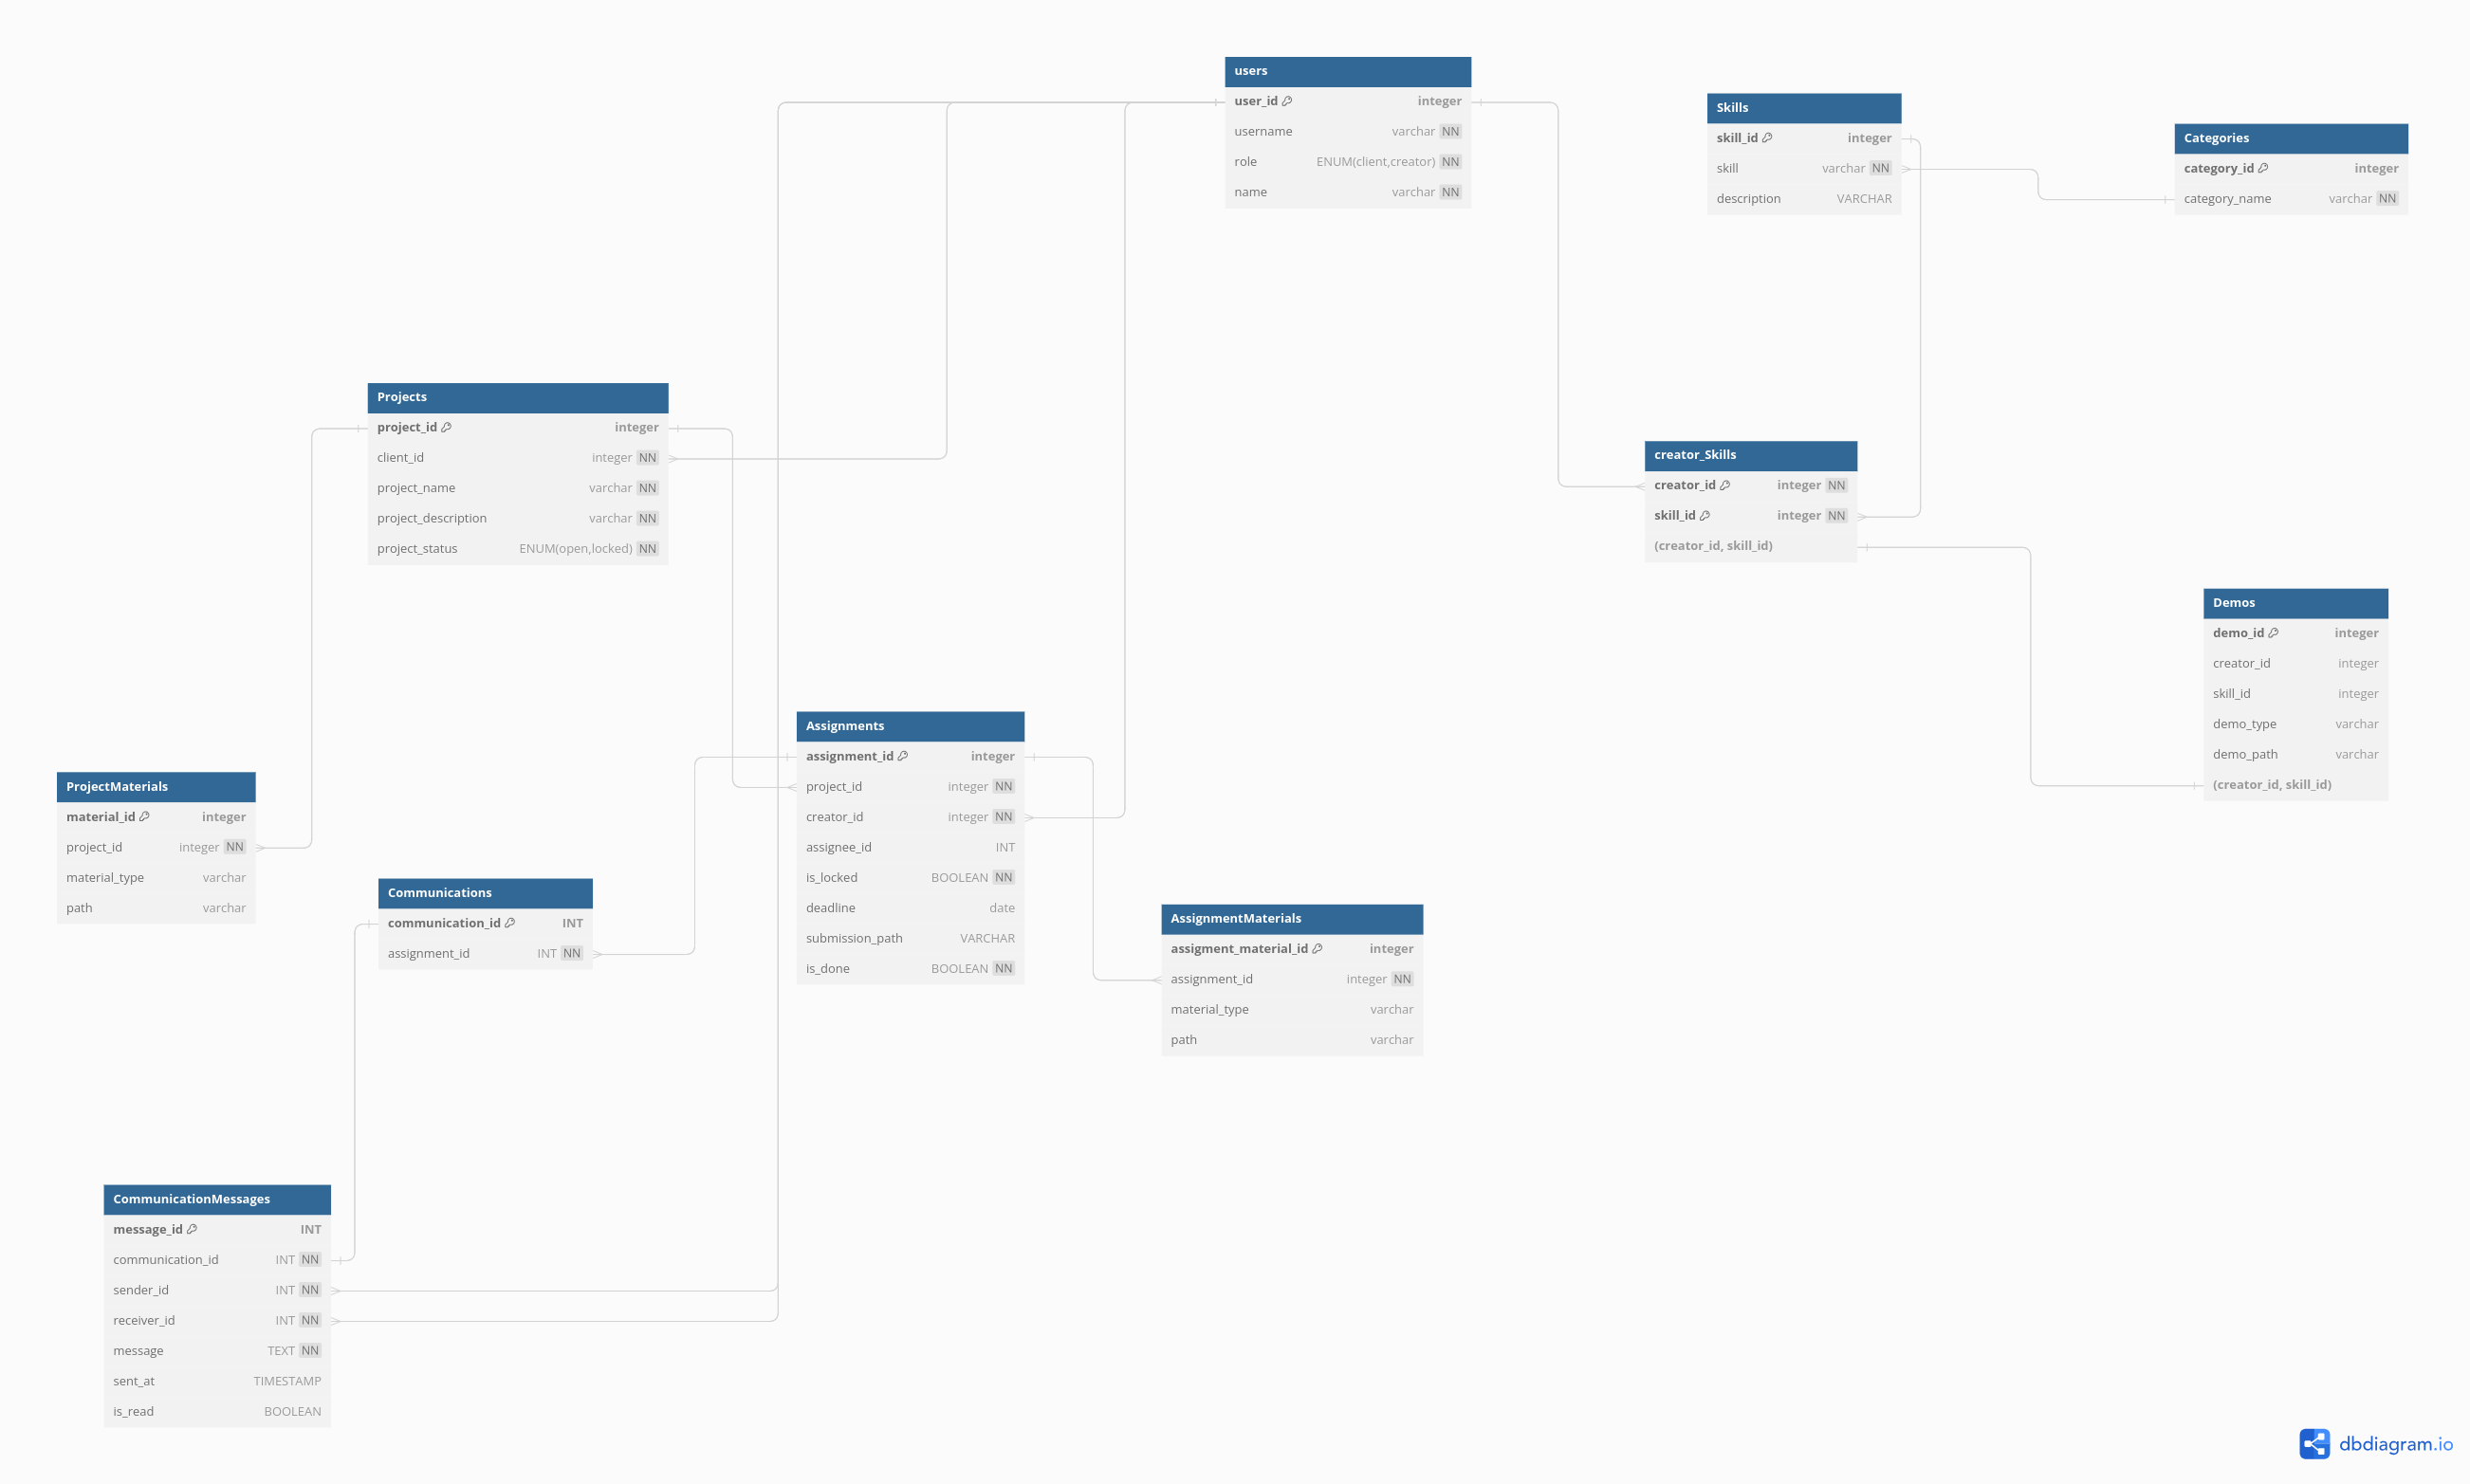 users
user_id integer
username varchar NN
role ENUM(client,creator) NN
name varchar NN
Skills
skill_id integer
skill varchar NN
description VARCHAR
Categories
category_id integer
category_name varchar NN
Projects
project_id integer
client_id integer NN
project_name varchar NN
project_description varchar NN
project_status ENUM(open,locked) NN
creator_Skills
creator_id integer NN
skill_id integer NN
(creator_id, skill_id)
Demos
demo_id integer
creator_id integer
skill_id integer
demo_type varchar
demo_path varchar
(creator_id, skill_id)
Assignments
assignment_id integer
project_id integer NN
creator_id integer NN
assignee_id INT
is_locked BOOLEAN NN
deadline date
submission_path VARCHAR
is_done BOOLEAN NN
ProjectMaterials
material_id integer
project_id integer NN
material_type varchar
path varchar
Communications
communication_id INT
assignment_id INT NN
AssignmentMaterials
assigment_material_id integer
assignment_id integer NN
material_type varchar
path varchar
CommunicationMessages
message_id INT
communication_id INT NN
sender_id INT NN
receiver_id INT NN
message TEXT NN
sent_at TIMESTAMP
is_read BOOLEAN
dbdiagram.io